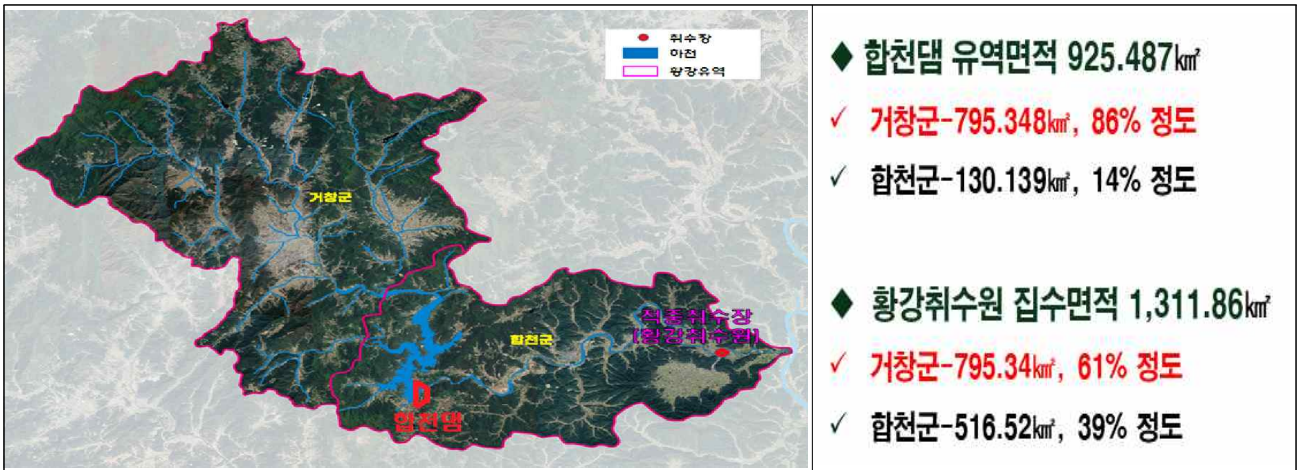 취수장
하천
황강유역
거창군
합천군
적중취수장
[황강취수원]
합천댐
◆ 합천댐 유역면적 925.487㎢
✓ 거창군-795.348㎢, 86% 정도
✓ 합천군-130.139㎢, 14% 정도
◆ 황강취수원 집수면적 1,311.86㎢
✓ 거창군-795.34㎢, 61% 정도
✓ 합천군-516.52㎢, 39% 정도